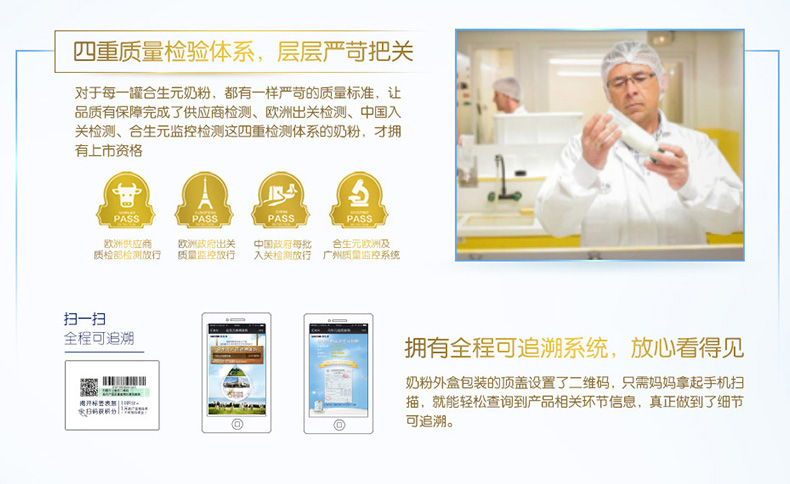 四重质量检验体系，层层严苛把关
对于每一罐合生元奶粉，都有一样严苛的质量标准，让
品质有保障完成了供应商检测、欧洲出关检测、中国入
关检测、合生元监控检测这四重检测体系的奶粉，才拥
有上市资格
PASS
PASS
PASS
PASS
欧洲供应商
质检部检测放行
欧洲政府出关
质量监控放行
中国政府每批
入关检测放行
合生元欧洲及
广州质量监控系统
扫一扫
全程可追溯
揭开标签表层
扫码获积分
拥有全程可追溯系统，放心看得见
奶粉外盒包装的顶盖设置了二维码，只需妈妈拿起手机扫
描，就能轻松查询到产品相关环节信息，真正做到了细节
可追溯。